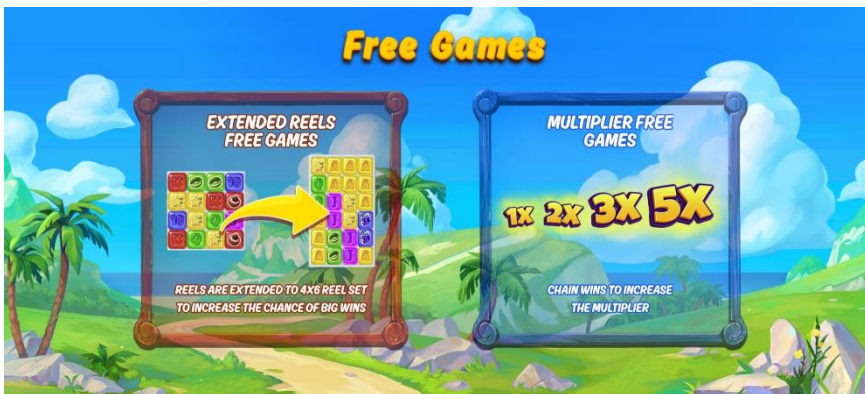 Free Games
EXTENDED REELS
FREE GAMES
REELS ARE EXTENDED TO 4X6 REEL SET
TO INCREASE THE CHANCE OF BIG WINS
MULTIPLIER FREE
GAMES
1X 2X 3X 5X
CHAIN WINS TO INCREASE
THE MULTIPLIER